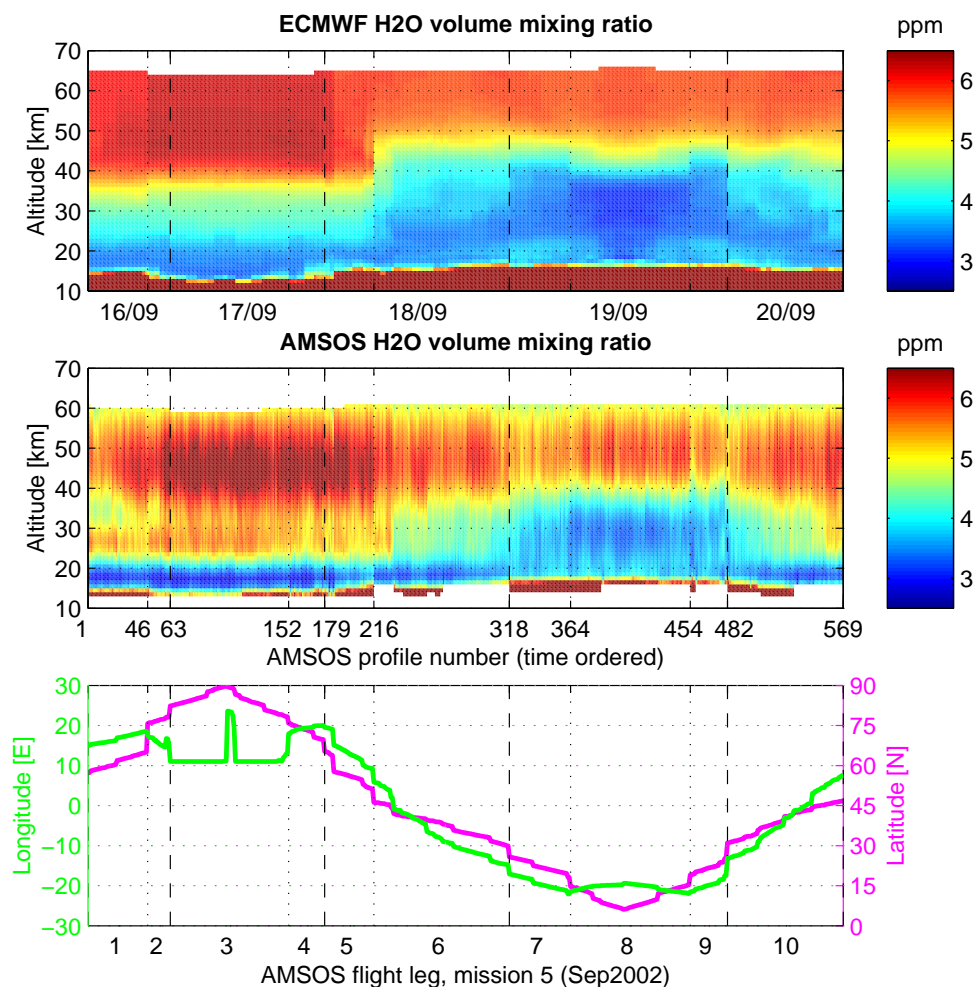 ECMWF H2O volume mixing ratio
ppm
70
60
50
40
30
20
10
Altitude [km]
6
5
4
3
16/09 17/09 18/09 19/09 20/09
AMSOS H2O volume mixing ratio
ppm
70
60
50
40
30
20
10
Altitude [km]
6
5
4
3
1 46 63 152 179 216 318 364 454 482 569
AMSOS profile number (time ordered)
30
20
10
0
−10
−20
−30
Longitude [E]
90
75
60
45
30
15
0
Latitude [N]
1 2 3 4 5 6 7 8 9 10
AMSOS flight leg, mission 5 (Sep2002)